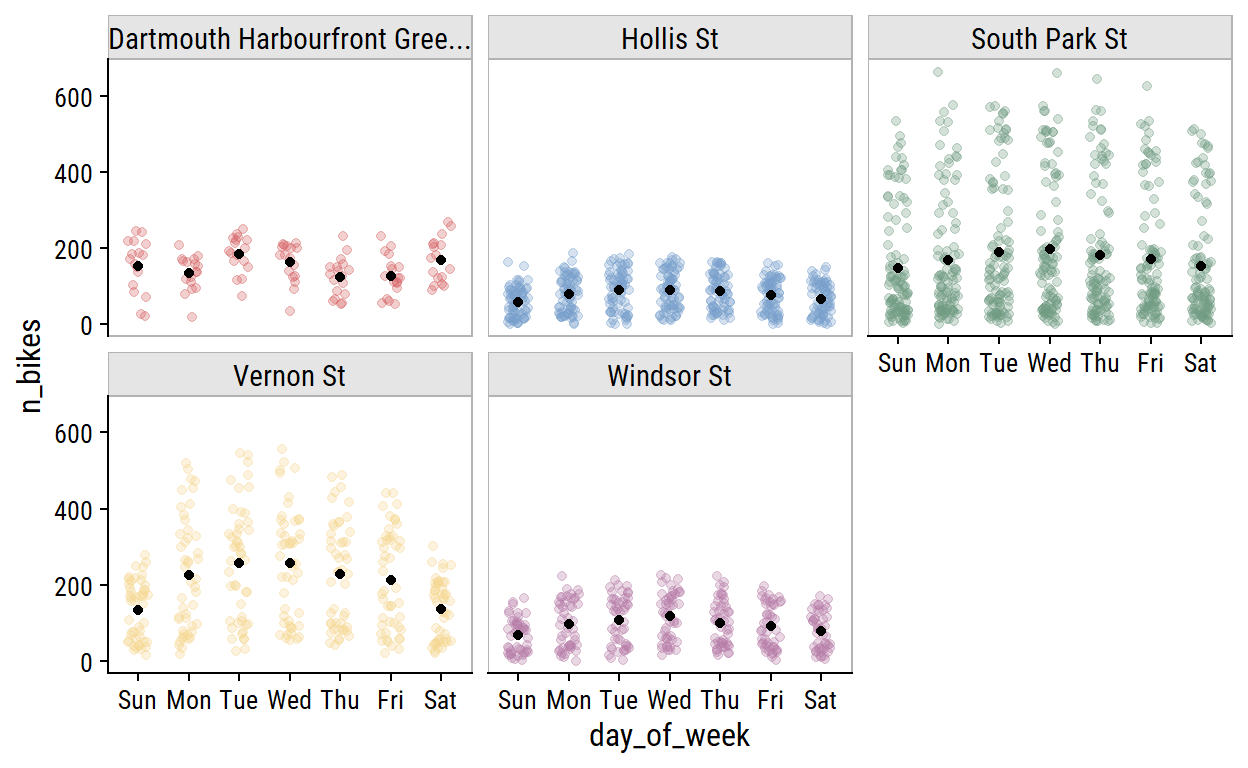 Dartmouth Harbourfront Gree...
Hollis St
South Park St
600
400
200
0
Sun Mon Tue Wed Thu Fri Sat
n_bikes
Vernon St
Windsor St
600
400
200
0
Sun Mon Tue Wed Thu Fri Sat
Sun Mon Tue Wed Thu Fri Sat
day_of_week